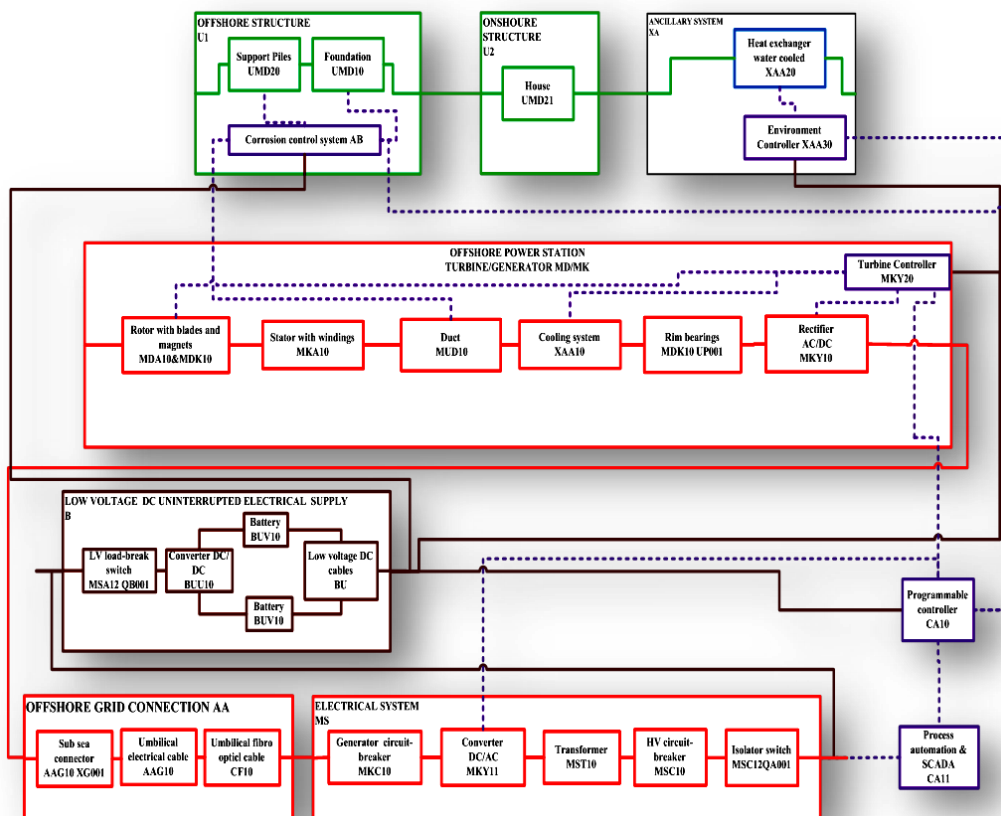 OFFSHORE STRUCTURE
U1
Support Piles
UMD20
Foundation
UMD10
Corrosion control system AB
ONSHOURE
STRUCTURE
U2
House
UMD21
ANCILLARY SYSTEM
XA
Heat exchanger
water cooled
XAA20
Environment
Controller XAA30
OFFSHORE POWER STATION
TURBINE/GENERATOR MD/MK
Turbine Controller
MKY20
Rotor with blades and
magnets
MDA10&MDK10
Stator with windings
MKA10
Duct
MUD10
Cooling system
XAA10
Rim bearings
MDK10 UP001
Rectifier
AC/DC
MKY10
LOW VOLTAGE DC UNINTERRUPTED ELECTRICAL SUPPLY
B
LV load-break
switch
MSA12 QB001
Converter DC/
DC
BUU10
Battery
BUV10
Battery
BUV10
Low voltage DC
cables
BU
Programmable
controller
CA10
OFFSHORE GRID CONNECTION AA
Sub sea
connector
AAG10 XG001
Umbilical
electrical cable
AAG10
Umbilical fibro
optiel cable
CF10
ELECTRICAL SYSTEM
MS
Generator circuit-
breaker
MKC10
Converter
DC/AC
MKY11
Transformer
MST10
HV circuit-
breaker
MSC10
Isolator switch
MSC12QA001
Process
automation &
SCADA
CA11